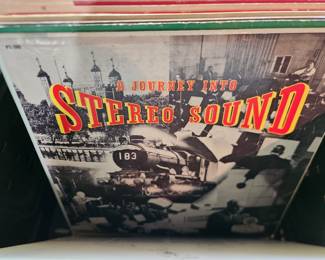 A JOURNEY INTO
STEREO SOUND
183